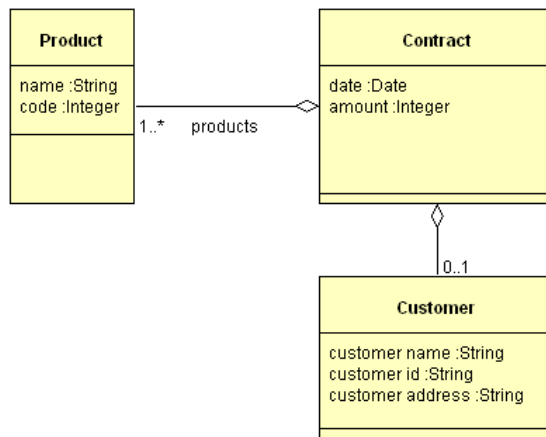 Product
name :String
code :Integer
Contract
date :Date
amount :Integer
1..* products
0..1
Customer
customer name :String
customer id :String
customer address :String